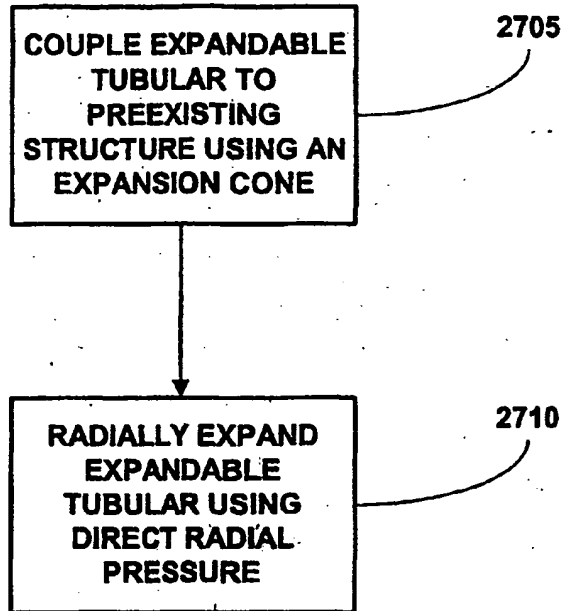 2705
COUPLE EXPANDABLE
TUBULAR TO
PREEXISTING
STRUCTURE USING AN
EXPANSION CONE
2710
RADIALLY EXPAND
EXPANDABLE
TUBULAR USING
DIRECT RADIAL
PRESSURE